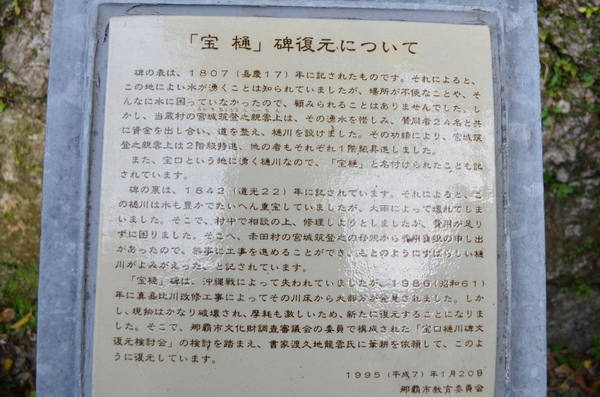 「宝 樋」碑復元について
碑の表は、1807（嘉慶17）年に記されたものです。それによると、
この地によい水が湧くことは知られていましたが、場所が不便なことや、そ
んなに水に困っていなかったので、顧みられることはありませんでした。し
かし、当蔵村の宮城筑登之親雲上は、その湧水を惜しみ、賛同者24名と共
に資金を出し合い、道を整え、樋川を設けました。その功績により、宮城筑
登之親雲上は2階級特進、他の者もそれぞれ1階級昇進しました。
また、宝口という地に湧く樋川なので、「宝樋」と名付けられたことも記
されています。
碑の裏は、1842（道光22）年に記されています。それによると、こ
の樋川は水も豊かでたいへん重宝していましたが、大雨によって壊れてしま
いました。そこで、村中で相談の上、修理しようとしましたが、費用が足り
ずに困りました。そこへ、幸田村の宮城筑登之の母親から費用負担の申し出
があったので、無事に工事を進めることができ、もとのようにすばらしい樋
川がよみがえった、と記されています。
「宝樋」碑は、沖縄戦によって失われていましたが、1986（昭和61）
年に真嘉比川改修工事によってその川床から大部分が発見されました。しか
し、現物はかなり破壊され、摩耗も激しいため、新たに復元することになりま
した。そこで、那覇市文化財調査審議会の委員で構成された「宝口樋川碑文
復元検討会」の検討を踏まえ、書家渡久地龍雲氏に筆耕を依頼して、このよ
うに復元しています。
1995（平成7）年1月20日
那覇市教育委員会